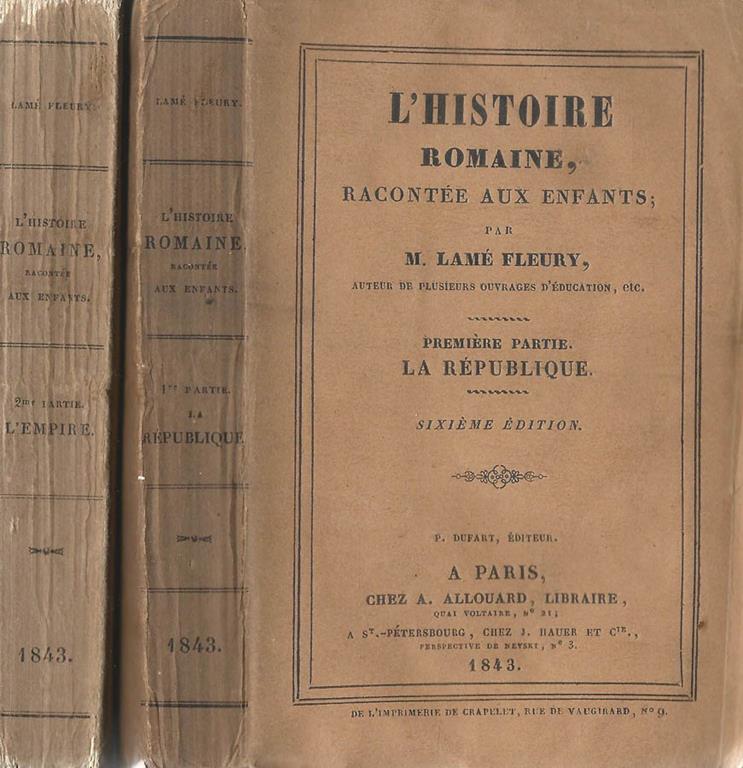 LAMÉ FLEURY.
L'HISTOIRE
ROMAINE,
RACONTÉE
AUX ENFANTS.
2me PARTIE.
L'EMPIRE.
1843.
LAMÉ FLEURY.
L'HISTOIRE
ROMAINE,
RACONTÉE
AUX ENFANTS.
1re PARTIE.
LA
RÉPUBLIQUE
1843.
L'HISTOIRE
ROMAINE,
RACONTÉE AUX ENFANTS;
PAR
M. LAMÉ FLEURY,
AUTEUR DE PLUSIEURS OUVRAGES D'ÉDUCATION, etc.
PREMIÈRE PARTIE.
LA RÉPUBLIQUE.
SIXIÈME ÉDITION.
P. DUFART, ÉDITEUR.
A PARIS,
CHEZ A. ALLOUARD, LIBRAIRE,
QUAI VOLTAIRE, N° 21;
A ST.-PÉTERSBOURG, CHEZ J. HAUER ET CIE.,
PERSPECTIVE DE NEVSKI, N° 3.
1843.
DE L'IMPRIMERIE DE CRAPELET, RUE DE VAUGIRARD, N° 9.